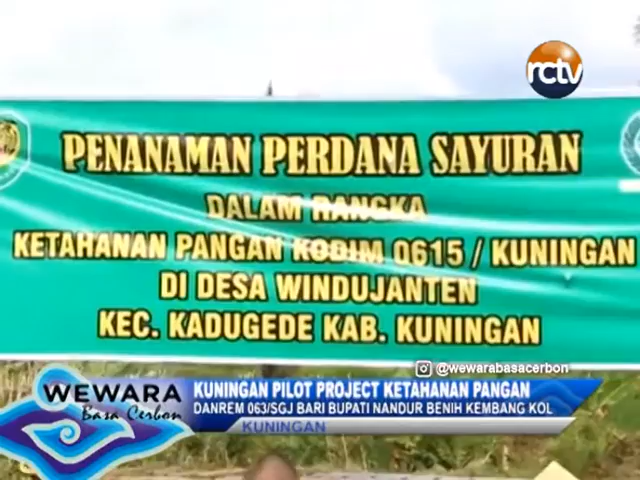 rctv
PENANAMAN PERDANA SAYURAN
DALAM RANGKA
KETAHANAN PANGAN KODIM 0615 / KUNINGAN
DI DESA WINDUJANTEN
KEC. KADUGEDE KAB. KUNINGAN
@wewarabasacerbon
WEWARA
Basa Cerbon
KUNINGAN PILOT PROJECT KETAHANAN PANGAN
DANREM 063/SGJ BARI BUPATI NANDUR BENIH KEMBANG KOL
KUNINGAN